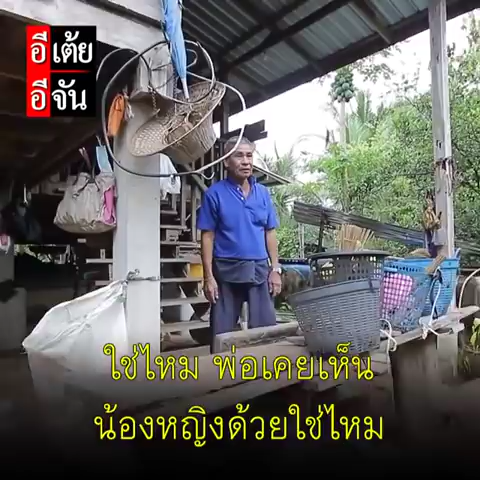 อีเต้ย
อีจัน
ใช่ไหม พ่อเคยเห็น
น้องหญิงด้วยใช่ไหม